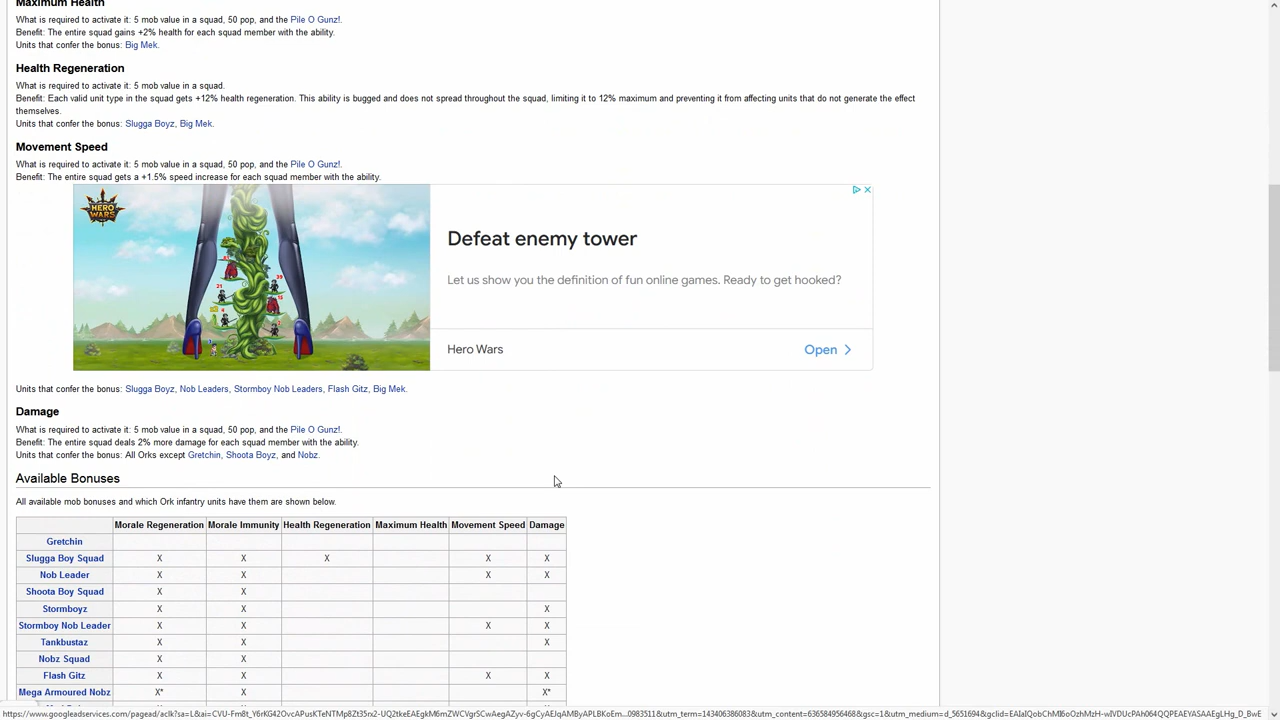 Maximum Health
What is required to activate it: 5 mob value in a squad, 50 pop, and the Pile O Gunz!.
Benefit: The entire squad gains +2% health for each squad member with the ability.
Units that confer the bonus: Big Mek.
Health Regeneration
What is required to activate it: 5 mob value in a squad.
Benefit: Each valid unit type in the squad gets +12% health regeneration. This ability is bugged and does not spread throughout the squad, limiting it to 12% maximum and preventing it from affecting units that do not generate the effect
themselves.
Units that confer the bonus: Slugga Boyz, Big Mek.
Movement Speed
What is required to activate it: 5 mob value in a squad, 50 pop, and the Pile O Gunz!.
Benefit: The entire squad gets a +1.5% speed increase for each squad member with the ability.
HERO WARS
Defeat enemy tower
Let us show you the definition of fun online games. Ready to get hooked?
Hero Wars
Open
Units that confer the bonus: Slugga Boyz, Nob Leaders, Stormboy Nob Leaders, Flash Gitz, Big Mek.
Damage
What is required to activate it: 5 mob value in a squad, 50 pop, and the Pile O Gunz!.
Benefit: The entire squad deals 2% more damage for each squad member with the ability.
Units that confer the bonus: All Orks except Gretchin, Shoota Boyz, and Nobz.
Available Bonuses
All available mob bonuses and which Ork infantry units have them are shown below.
Morale Regeneration Morale Immunity Health Regeneration Maximum Health Movement Speed Damage
Gretchin
Slugga Boy Squad X X X X X
Nob Leader X X X X
Shoota Boy Squad X X
Stormboyz X X X
Stormboy Nob Leader X X X X
Tankbustaz X X X
Nobz Squad X X
Flash Gitz X X X X
Mega Armoured Nobz X* X X*